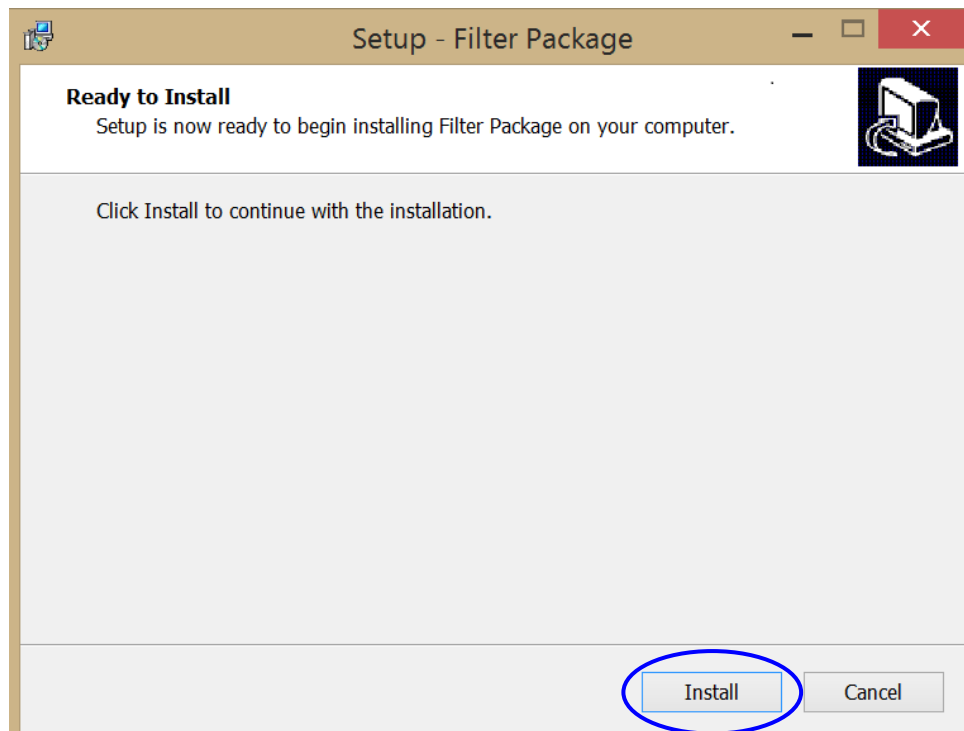 Setup - Filter Package
Ready to Install
Setup is now ready to begin installing Filter Package on your computer.
Click Install to continue with the installation.
Install Cancel